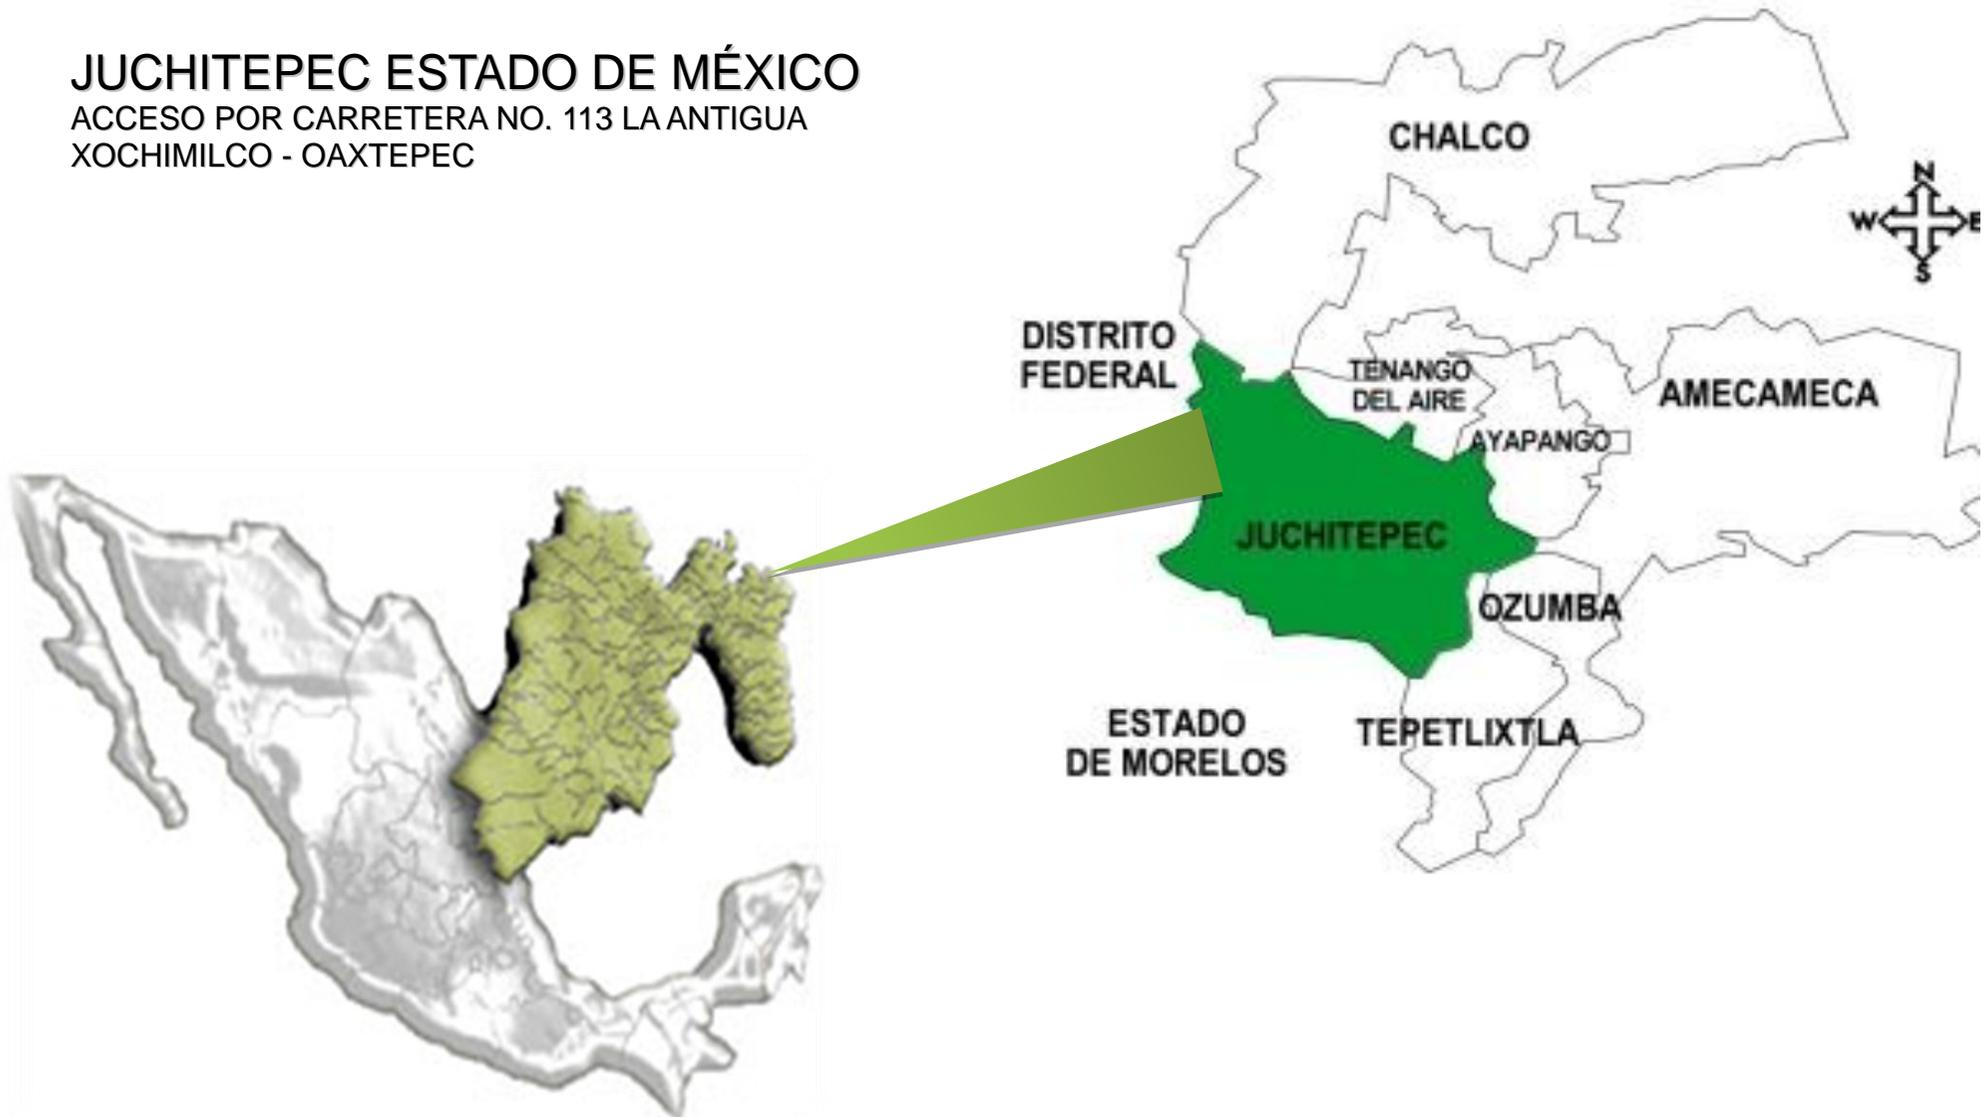 JUCHITEPEC ESTADO DE MÉXICO
ACCESO POR CARRETERA NO. 113 LA ANTIGUA
XOCHIMILCO - OAXTEPEC
CHALCO
N
W E
S
DISTRITO
FEDERAL
TENANGO
DEL AIRE
AMECAMECA
AYAPANGO
JUCHITEPEC
OZUMBA
ESTADO
DE MORELOS
TEPETLIXTLA